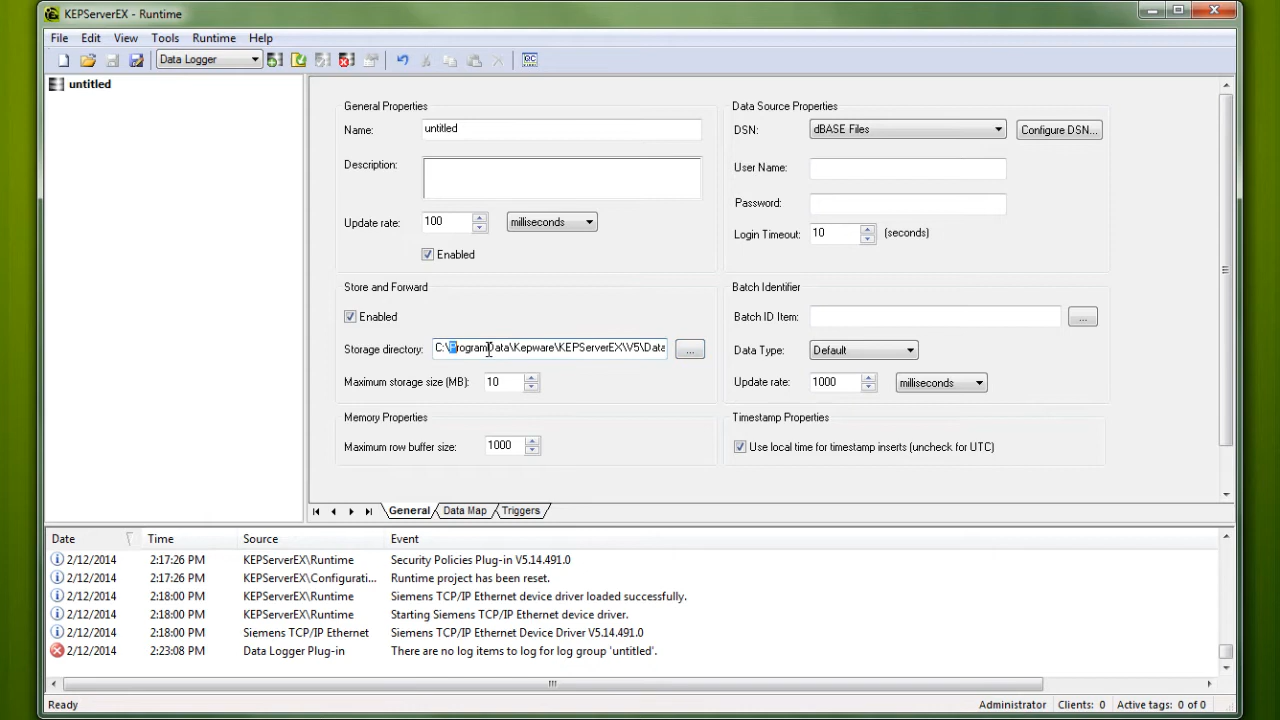 KEPServerEX - Runtime
File Edit View Tools Runtime Help
Data Logger QC
untitled
General Properties
Name: untitled
Description:
Update rate: 100 milliseconds
Enabled
Data Source Properties
DSN: dBASE Files Configure DSN...
User Name:
Password:
Login Timeout: 10 (seconds)
Store and Forward
Enabled
Storage directory: C:\ProgramData\Kepware\KEPServerEX\V5\Data ...
Maximum storage size (MB): 10
Batch Identifier
Batch ID Item: ...
Data Type: Default
Update rate: 1000 milliseconds
Memory Properties
Maximum row buffer size: 1000
Timestamp Properties
Use local time for timestamp inserts (uncheck for UTC)
General Data Map Triggers
Date Time Source Event
2/12/2014 2:17:26 PM KEPServerEX\Runtime Security Policies Plug-in V5.14.491.0
2/12/2014 2:17:26 PM KEPServerEX\Configurati... Runtime project has been reset.
2/12/2014 2:18:00 PM KEPServerEX\Runtime Siemens TCP/IP Ethernet device driver loaded successfully.
2/12/2014 2:18:00 PM KEPServerEX\Runtime Starting Siemens TCP/IP Ethernet device driver.
2/12/2014 2:18:00 PM Siemens TCP/IP Ethernet Siemens TCP/IP Ethernet Device Driver V5.14.491.0
2/12/2014 2:23:08 PM Data Logger Plug-in There are no log items to log for log group 'untitled'.
Ready Administrator Clients: 0 Active tags: 0 of 0